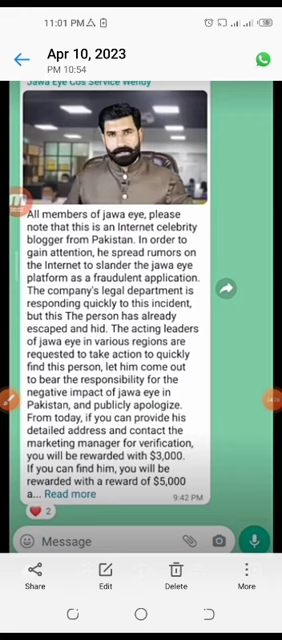 11:01 PM
Apr 10, 2023
PM 10:54
Jawa Eye Cos Service Wendy
All members of jawa eye, please
note that this is an Internet celebrity
blogger from Pakistan. In order to
gain attention, he spread rumors on
the Internet to slander the jawa eye
platform as a fraudulent application.
The company's legal department is
responding quickly to this incident,
but this The person has already
escaped and hid. The acting leaders
of jawa eye in various regions are
requested to take action to quickly
find this person, let him come out
to bear the responsibility for the
negative impact of jawa eye in
Pakistan, and publicly apologize.
From today, if you can provide his
detailed address and contact the
marketing manager for verification,
you will be rewarded with $3,000.
If you can find him, you will be
rewarded with a reward of $5,000
a... Read more
9:42 PM
2
Message
Share Edit Delete More